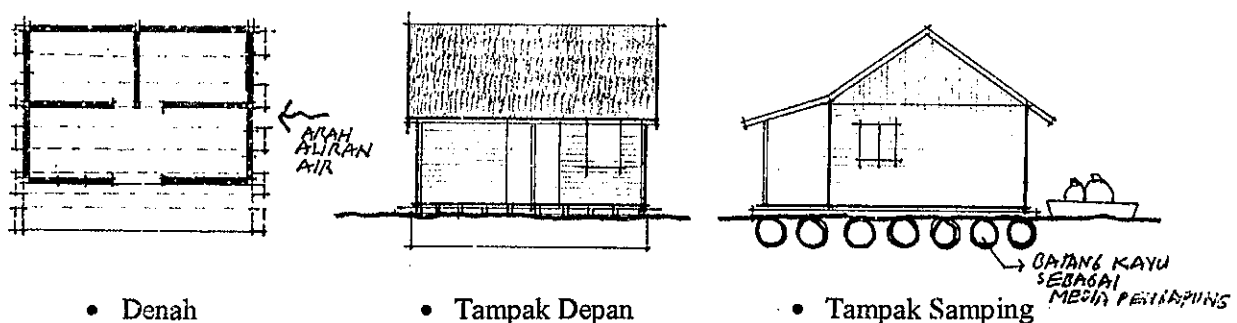 ARAH
ALIRAN
AIR
BATANG KAYU
SEBAGAI
MEDIA PENGAPUNG
• Denah
• Tampak Depan
• Tampak Samping